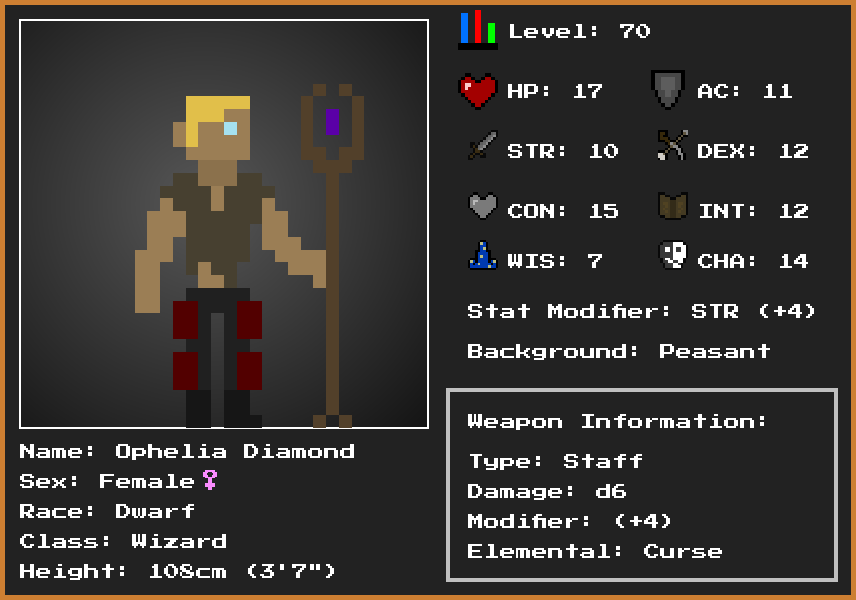 Level: 70
HP: 17
AC: 11
STR: 10
DEX: 12
CON: 15
INT: 12
WIS: 7
CHA: 14
Stat Modifier: STR (+4)
Background: Peasant
Weapon Information:
Type: Staff
Damage: d6
Modifier: (+4)
Elemental: Curse
Name: Ophelia Diamond
Sex: Female♀
Race: Dwarf
Class: Wizard
Height: 108cm (3'7")